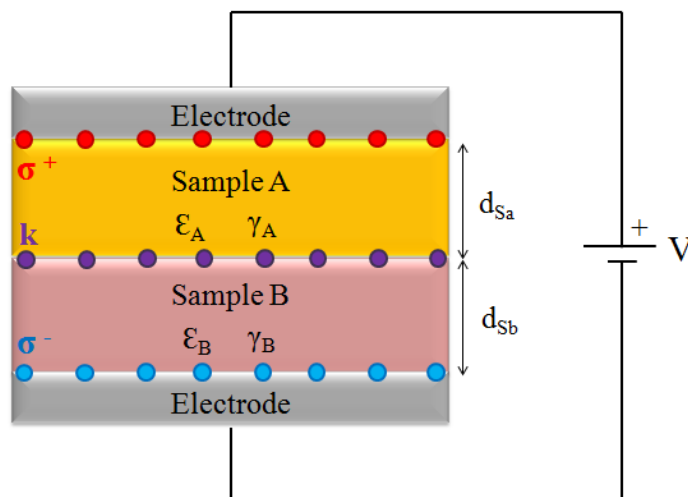 Electrode
σ +
Sample A
dSa
εA γA
+
k
V
Sample B
dSb
σ -
εB γB
Electrode